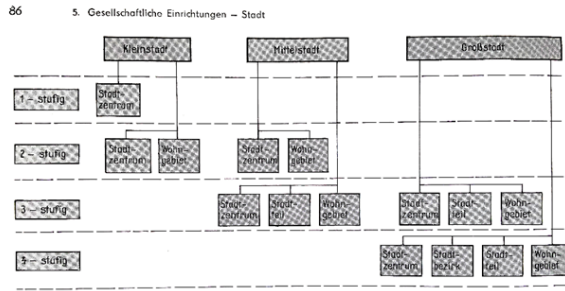 86
5. Gesellschaftliche Einrichtungen – Stadt
Kleinstadt
Mittelstadt
Großstadt
1 – stufig
Stadt-
zentrum
2 – stufig
Stadt-
zentrum
Wohn-
gebiet
Stadt-
zentrum
Wohn-
gebiet
3 – stufig
Stadt-
zentrum
Stadt
teil
Wohn-
gebiet
Stadt-
zentrum
Stadt
teil
Wohn-
gebiet
– stufig
Stadt-
zentrum
Stadt-
bezirk
Stadt-
teil
Wohn-
gebiet